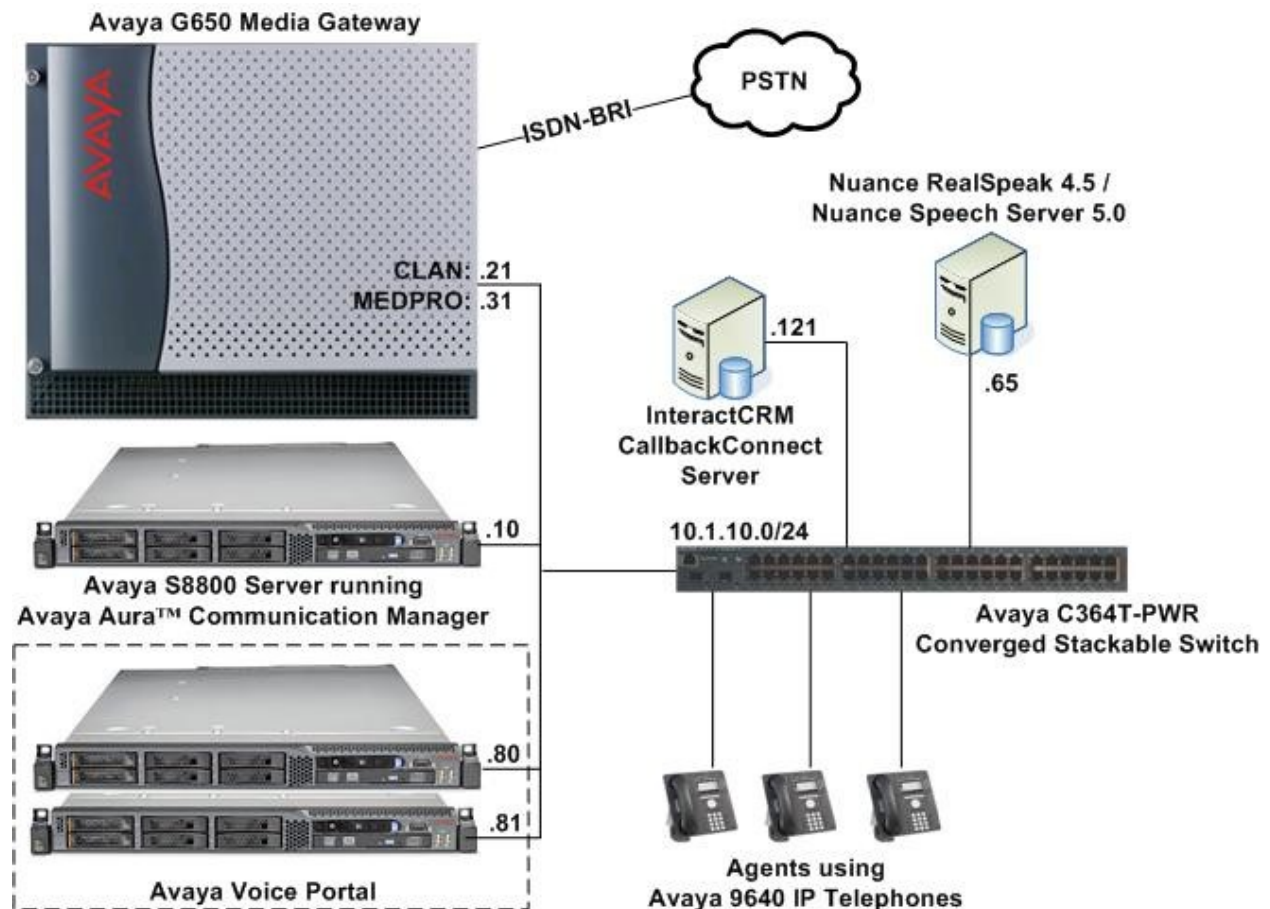 Avaya G650 Media Gateway
AVAYA
PSTN
ISDN-BRI
Nuance RealSpeak 4.5 /
Nuance Speech Server 5.0
CLAN: .21
MEDPRO: .31
.121
.65
InteractCRM
CallbackConnect
Server
.10
10.1.10.0/24
Avaya S8800 Server running
Avaya Aura™ Communication Manager
Avaya C364T-PWR
Converged Stackable Switch
.80
.81
Avaya Voice Portal
Agents using
Avaya 9640 IP Telephones